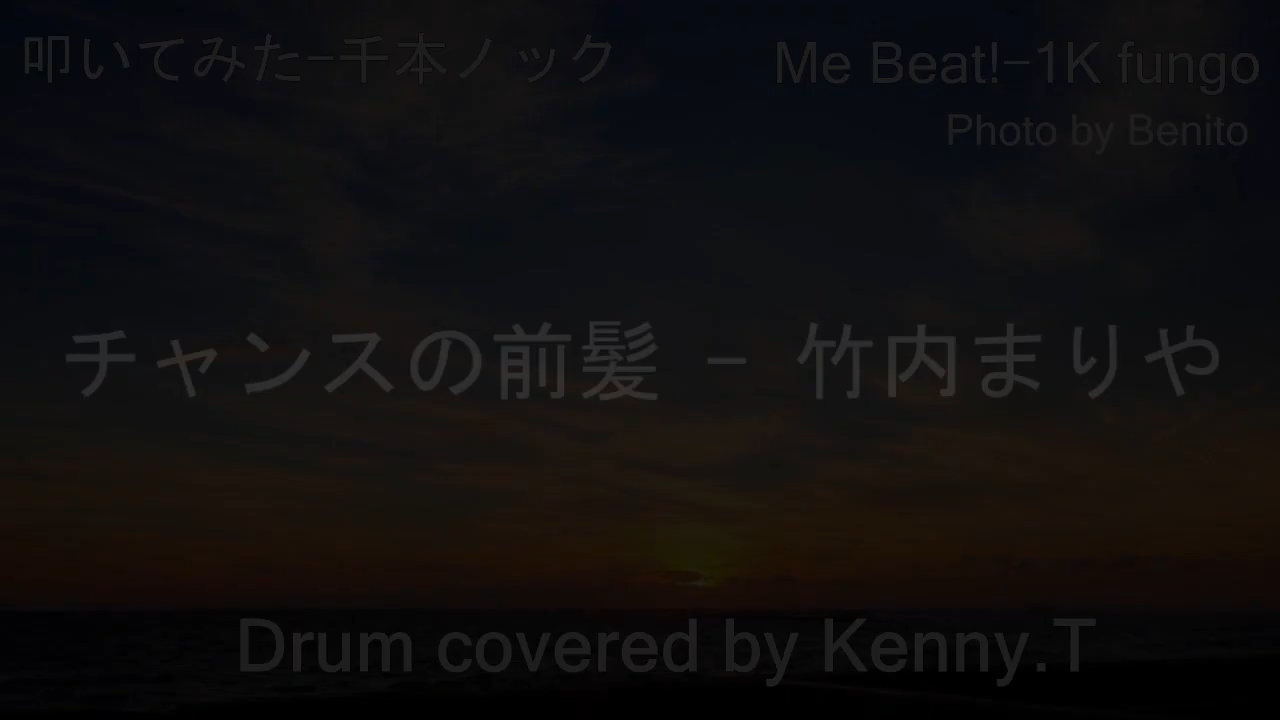 叩いてみた-千本ノック
Me Beat!-1K fungo
Photo by Benito
チャンスの前髪 - 竹内まりや
Drum covered by Kenny.T